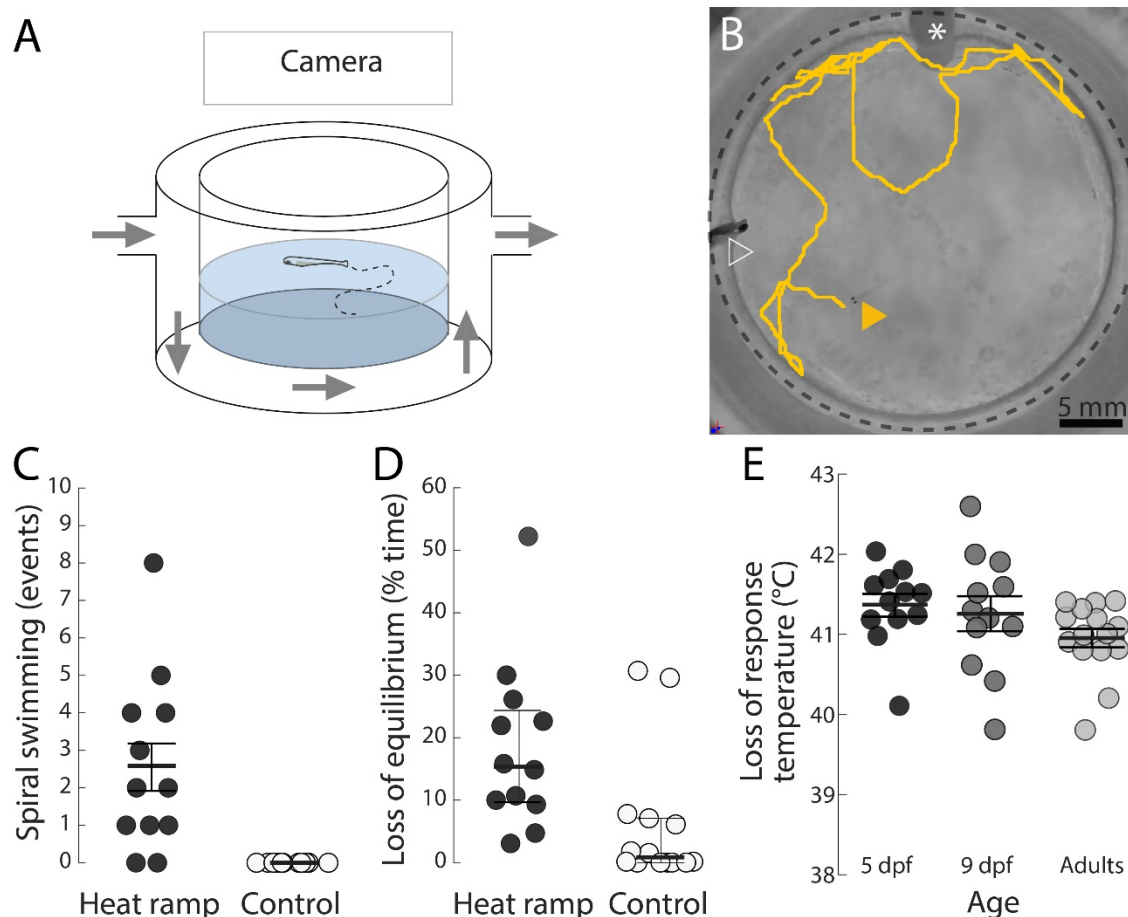 A
Camera
B
*
5 mm
C
Spiral swimming (events)
10
9
8
7
6
5
4
3
2
1
0
Heat ramp
Control
D
Loss of equilibrium (% time)
60
50
40
30
20
10
0
Heat ramp
Control
E
Loss of response
temperature (°C)
43
42
41
40
39
38
5 dpf
9 dpf
Adults
Age